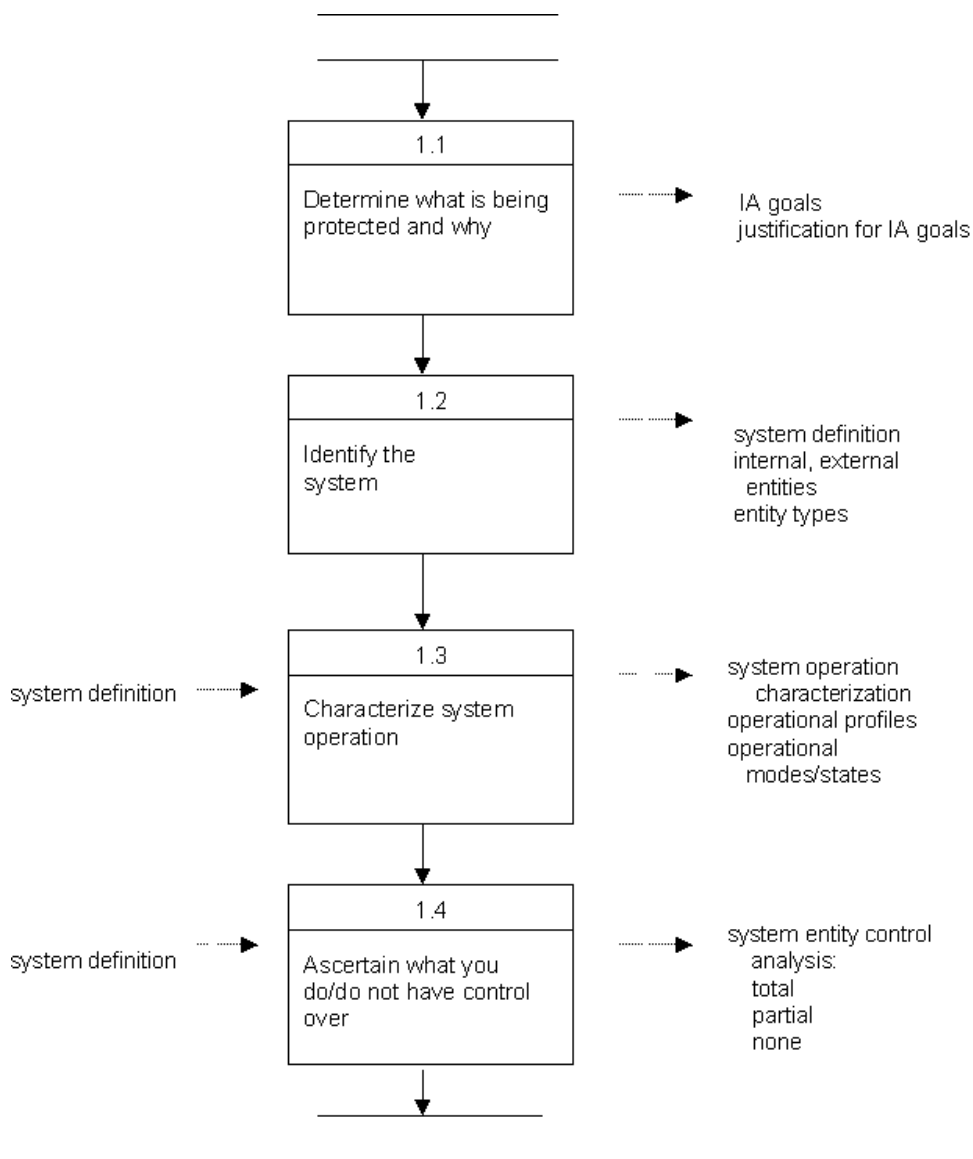 1.1
Determine what is being
protected and why
IA goals
justification for IA goals
1.2
Identify the
system
system definition
internal, external
entities
entity types
system definition
1.3
Characterize system
operation
system operation
characterization
operational profiles
operational
modes/states
system definition
1.4
Ascertain what you
do/do not have control
over
system entity control
analysis:
total
partial
none